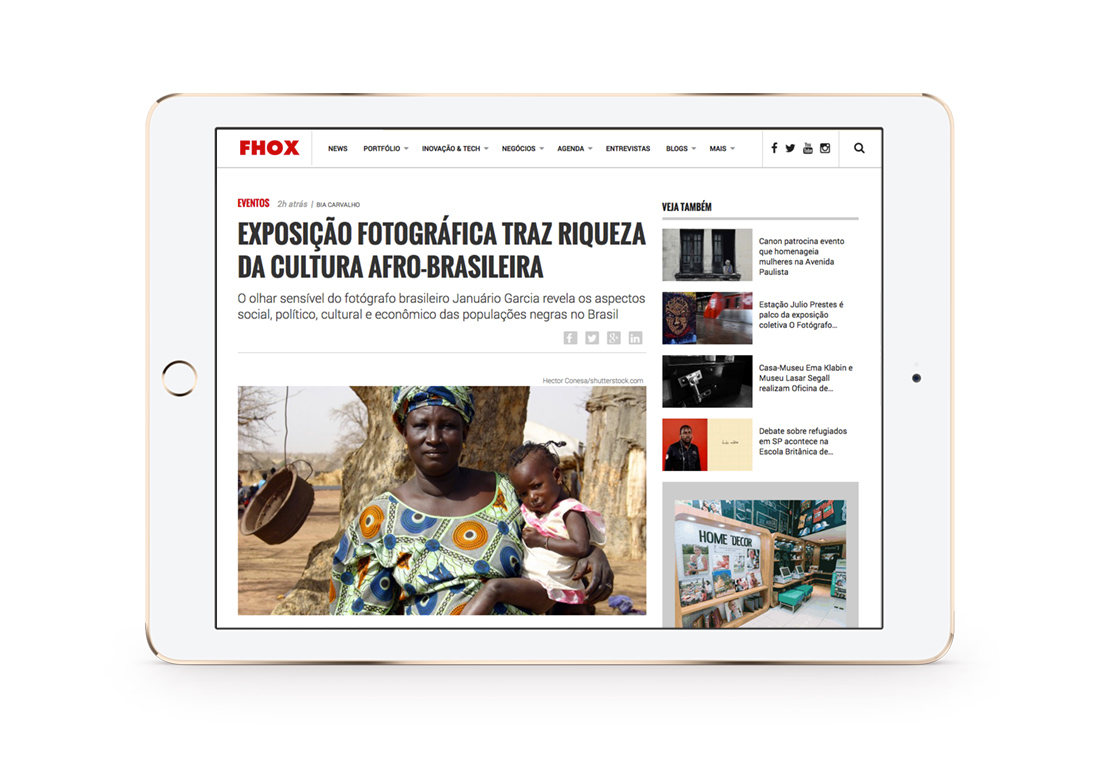 FHOX
NEWS
PORTFÓLIO
INOVAÇÃO & TECH
NEGÓCIOS
AGENDA
ENTREVISTAS
BLOGS
MAIS
EVENTOS 2h atrás | BIA CARVALHO
EXPOSIÇÃO FOTOGRÁFICA TRAZ RIQUEZA
DA CULTURA AFRO-BRASILEIRA
O olhar sensível do fotógrafo brasileiro Januário Garcia revela os aspectos
social, político, cultural e econômico das populações negras no Brasil
Hector Conesa/shutterstock.com
VEJA TAMBÉM
Canon patrocina evento
que homenageia
mulheres na Avenida
Paulista
Estação Julio Prestes é
palco da exposição
coletiva O Fotógrafo...
Casa-Museu Ema Klabin e
Museu Lasar Segall
realizam Oficina de...
Debate sobre refugiados
em SP acontece na
Escola Britânica de...
HOME DECOR